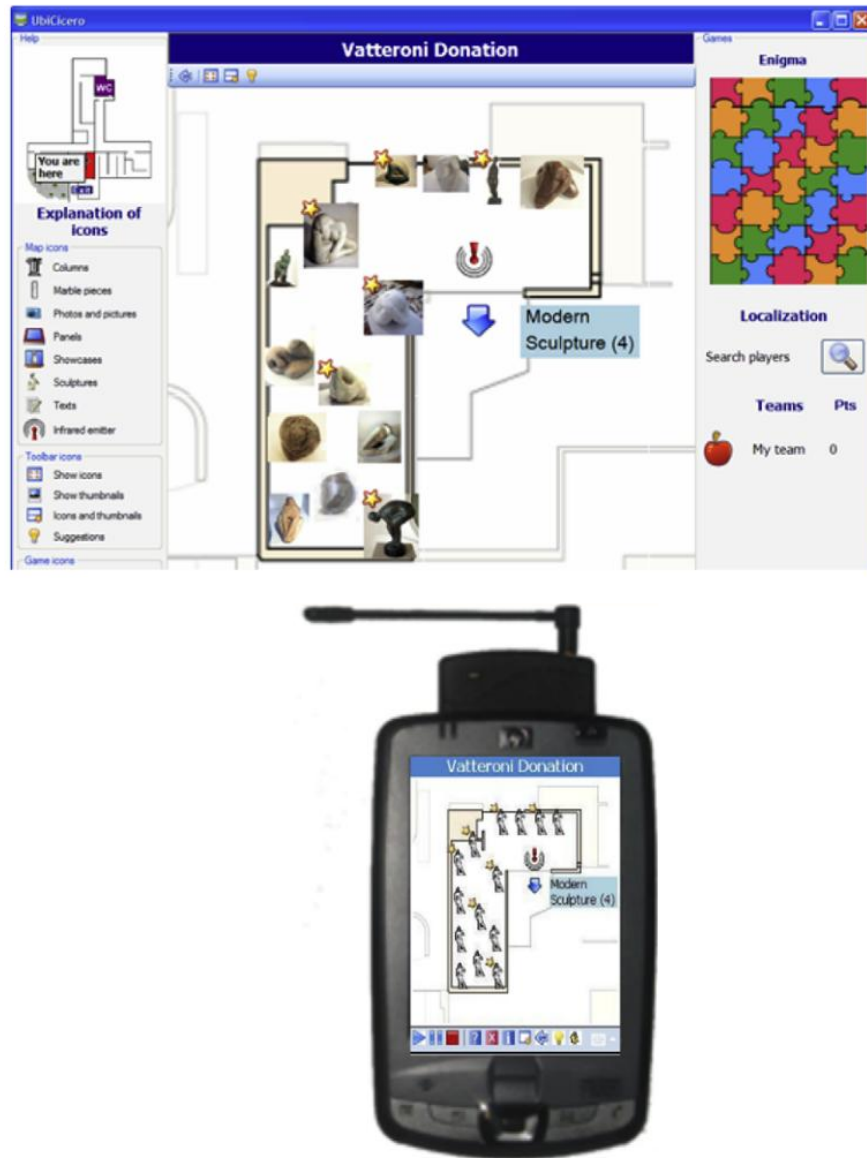 UbiCicero
Help
Vatteroni Donation
Games
WC
You are
here
Exit
Explanation of
icons
Map icons
Columns
Marble pieces
Photos and pictures
Panels
Showcases
Sculptures
Texts
Infrared emitter
Toolbar icons
Show icons
Show thumbnails
Icons and thumbnails
Suggestions
Game icons
Modern
Sculpture (4)
Enigma
Localization
Search players
Teams Pts
My team 0
Vatteroni Donation
Modern
Sculpture (4)